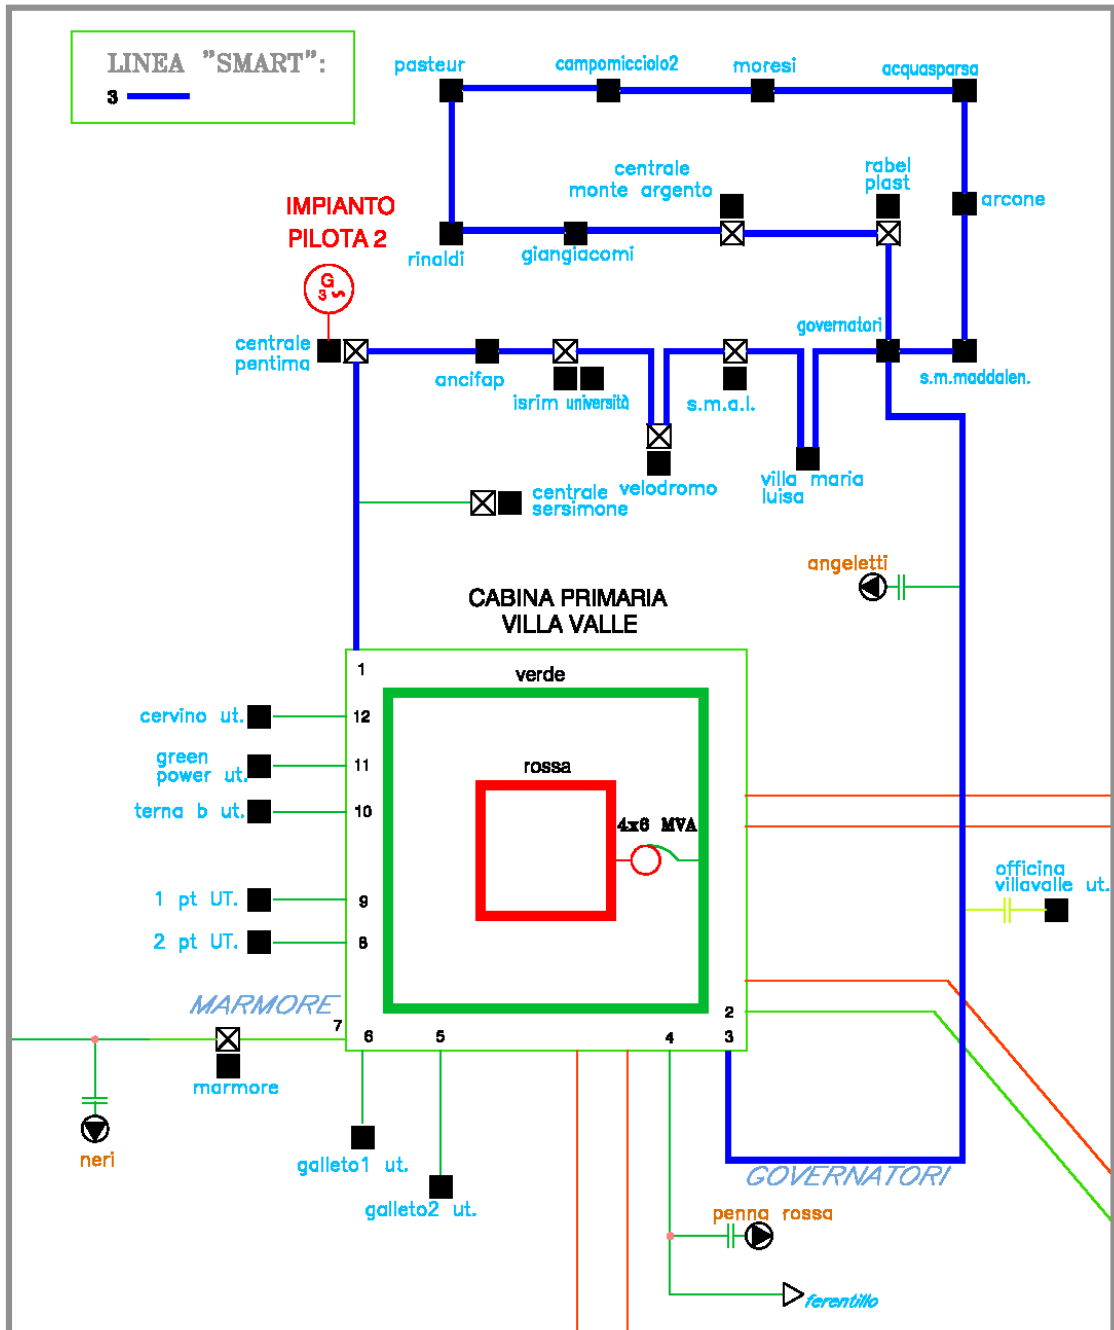 LINEA "SMART":
3
pasteur
campomicciolo2
moresi
acquasparsa
centrale
monte argento
rabel
plast
arcone
IMPIANTO
PILOTA 2
rinaldi
giangiacomi
G
3 ~
governatori
centrale
pentima
ancifap
isrim università
s.m.a.l.
s.m.maddalen.
velodromo
villa maria
luisa
centrale
sersimone
angeletti
CABINA PRIMARIA
VILLA VALLE
1
verde
cervino ut.
12
green
power ut.
11
rossa
terna b ut.
10
4x6 MVA
officina
villavalle ut.
1 pt UT.
9
2 pt UT.
8
MARMORE
7
6
5
4
2
3
marmore
neri
galleto1 ut.
galleto2 ut.
GOVERNATORI
penna rossa
ferentillo